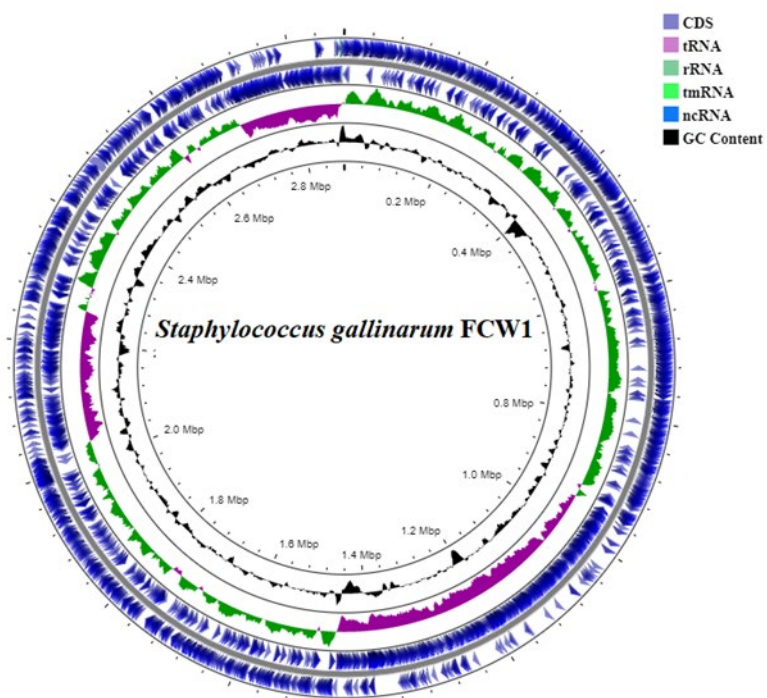 CDS
tRNA
rRNA
tmRNA
ncRNA
GC Content
2.8 Mbp
0.2 Mbp
2.6 Mbp
0.4 Mbp
2.4 Mbp
Staphylococcus gallinarum FCW1
0.8 Mbp
2.0 Mbp
1.0 Mbp
1.8 Mbp
1.2 Mbp
1.6 Mbp
1.4 Mbp